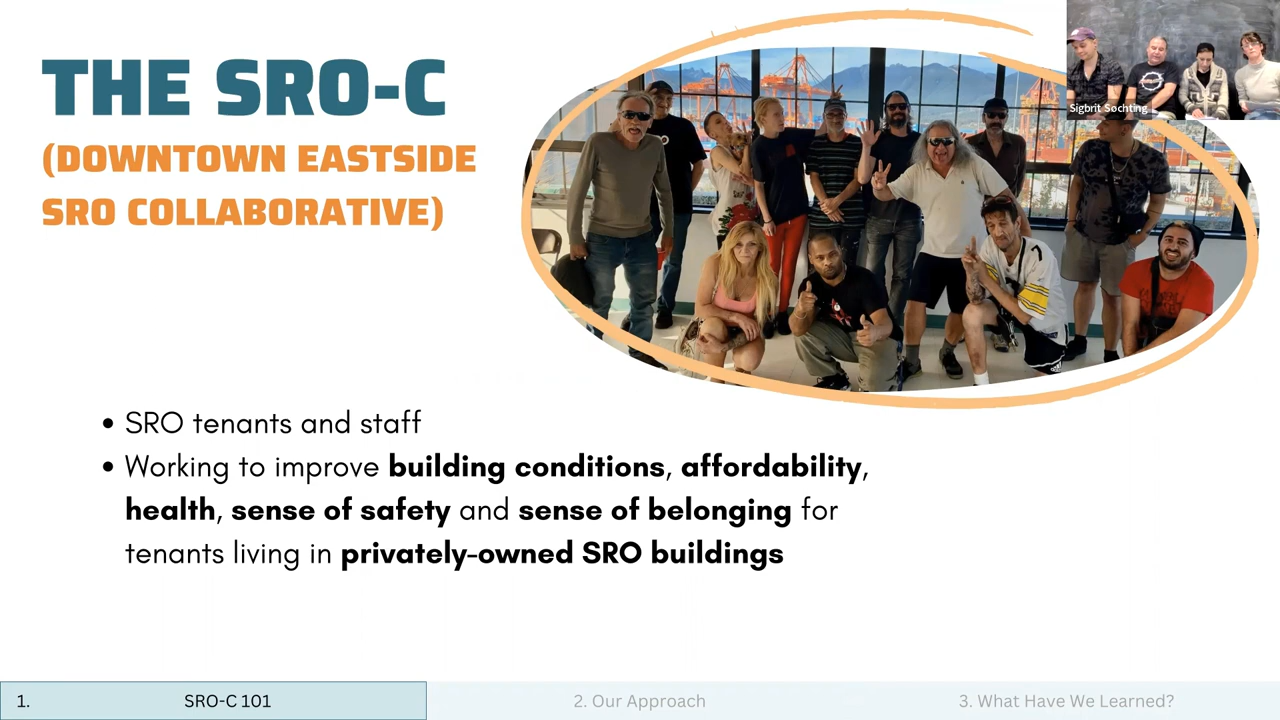 THE SRO-C
(DOWNTOWN EASTSIDE
SRO COLLABORATIVE)
Sigbrit Sochting
• SRO tenants and staff
• Working to improve building conditions, affordability,
health, sense of safety and sense of belonging for
tenants living in privately-owned SRO buildings
1. SRO-C 101
2. Our Approach
3. What Have We Learned?